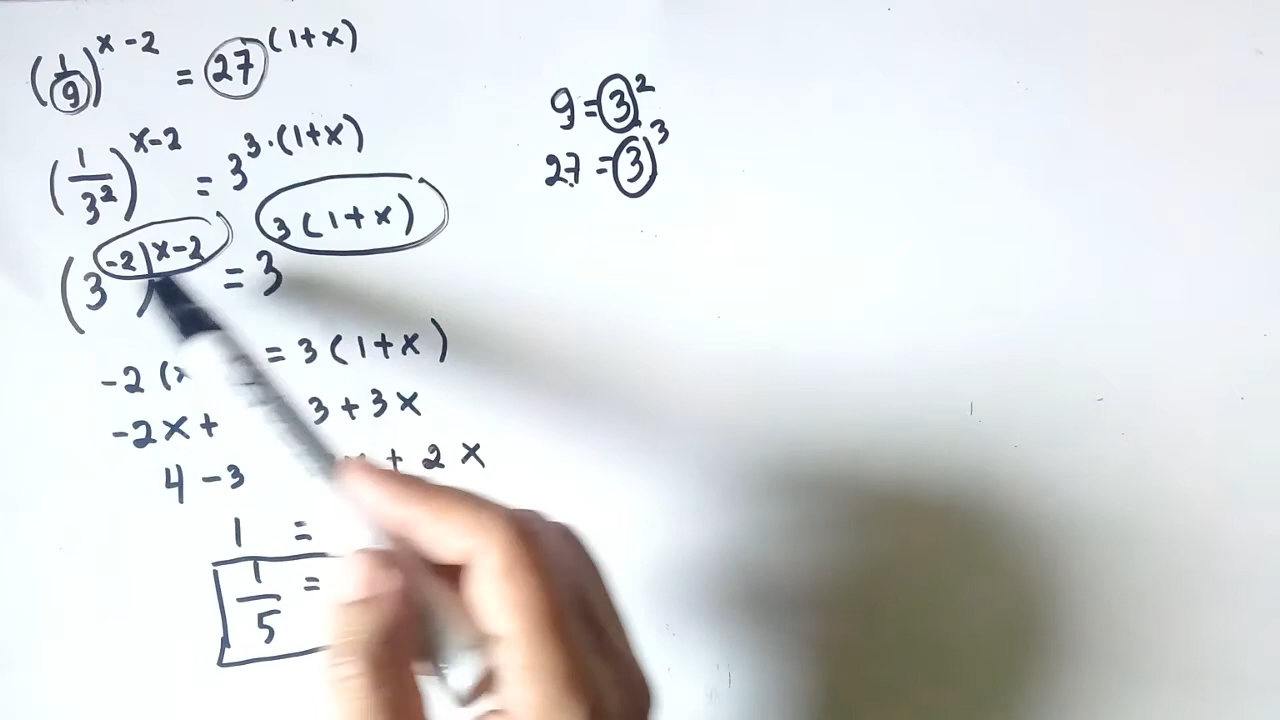 (1/9)^(x-2) = 27^(1+x)
(1/3²)^(x-2) = 3^3·(1+x)
(3^-2)^(x-2) = 3^3(1+x)
-2(x = 3(1+x)
-2x+ 3+3x
4-3 + 2x
1 =
1/5 =
9=3²
27=3³